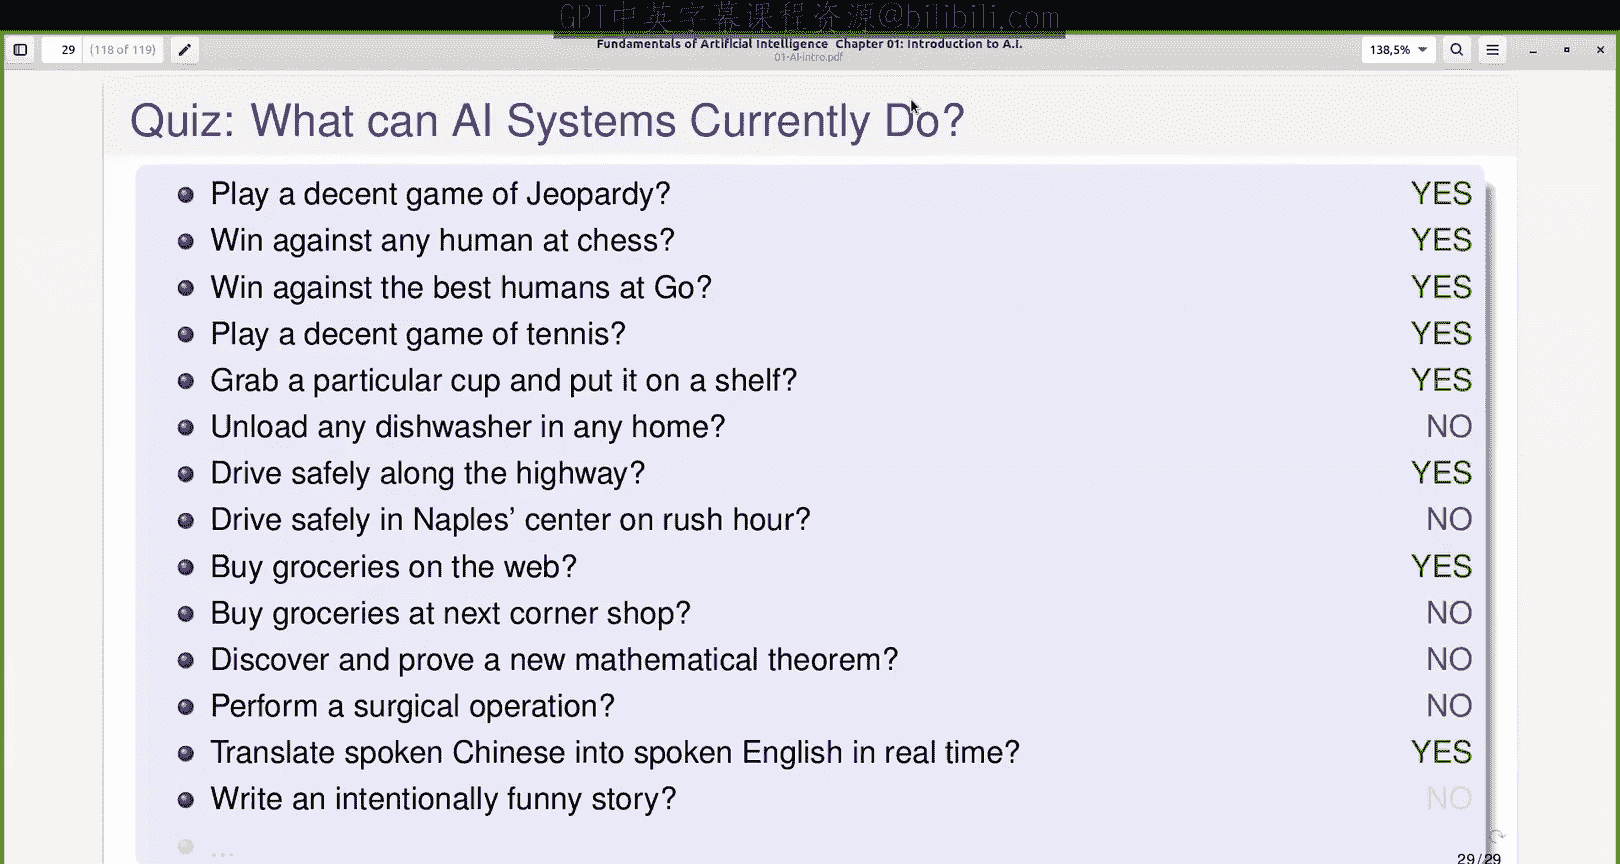 GPT中英字幕课程资源@bilibili.com
29 (118 of 119)
Fundamentals of Artificial Intelligence Chapter 01: Introduction to A.I.
01-AI-intro.pdf
138,5%
Quiz: What can AI Systems Currently Do?
Play a decent game of Jeopardy? YES
Win against any human at chess? YES
Win against the best humans at Go? YES
Play a decent game of tennis? YES
Grab a particular cup and put it on a shelf? YES
Unload any dishwasher in any home? NO
Drive safely along the highway? YES
Drive safely in Naples' center on rush hour? NO
Buy groceries on the web? YES
Buy groceries at next corner shop? NO
Discover and prove a new mathematical theorem? NO
Perform a surgical operation? NO
Translate spoken Chinese into spoken English in real time? YES
Write an intentionally funny story? NO
...
29/29